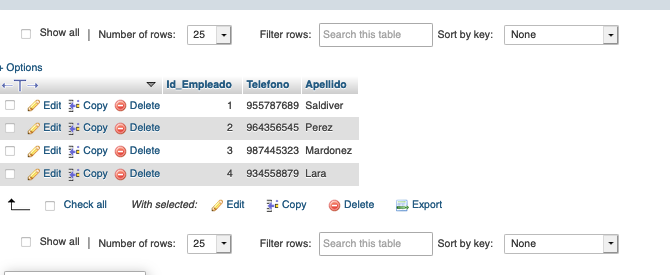 Show all | Number of rows: 25 Filter rows: Search this table Sort by key: None
+ Options
Id_Empleado Telefono Apellido
Edit Copy Delete 1 955787689 Saldiver
Edit Copy Delete 2 964356545 Perez
Edit Copy Delete 3 987445323 Mardonez
Edit Copy Delete 4 934558879 Lara
Check all With selected: Edit Copy Delete Export
Show all | Number of rows: 25 Filter rows: Search this table Sort by key: None